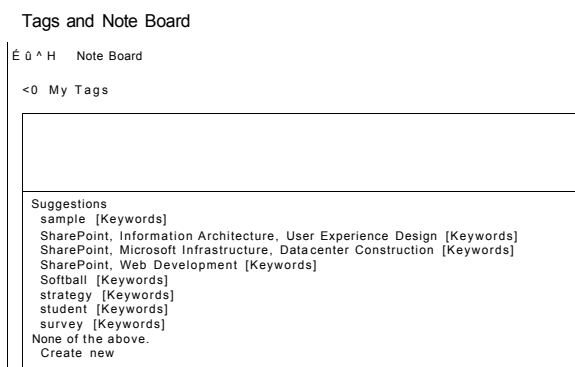 Tags and Note Board
É û ^ H Note Board
<0 My Tags
Suggestions
sample [Keywords]
SharePoint, Information Architecture, User Experience Design [Keywords]
SharePoint, Microsoft Infrastructure, Datacenter Construction [Keywords]
SharePoint, Web Development [Keywords]
Softball [Keywords]
strategy [Keywords]
student [Keywords]
survey [Keywords]
None of the above.
Create new